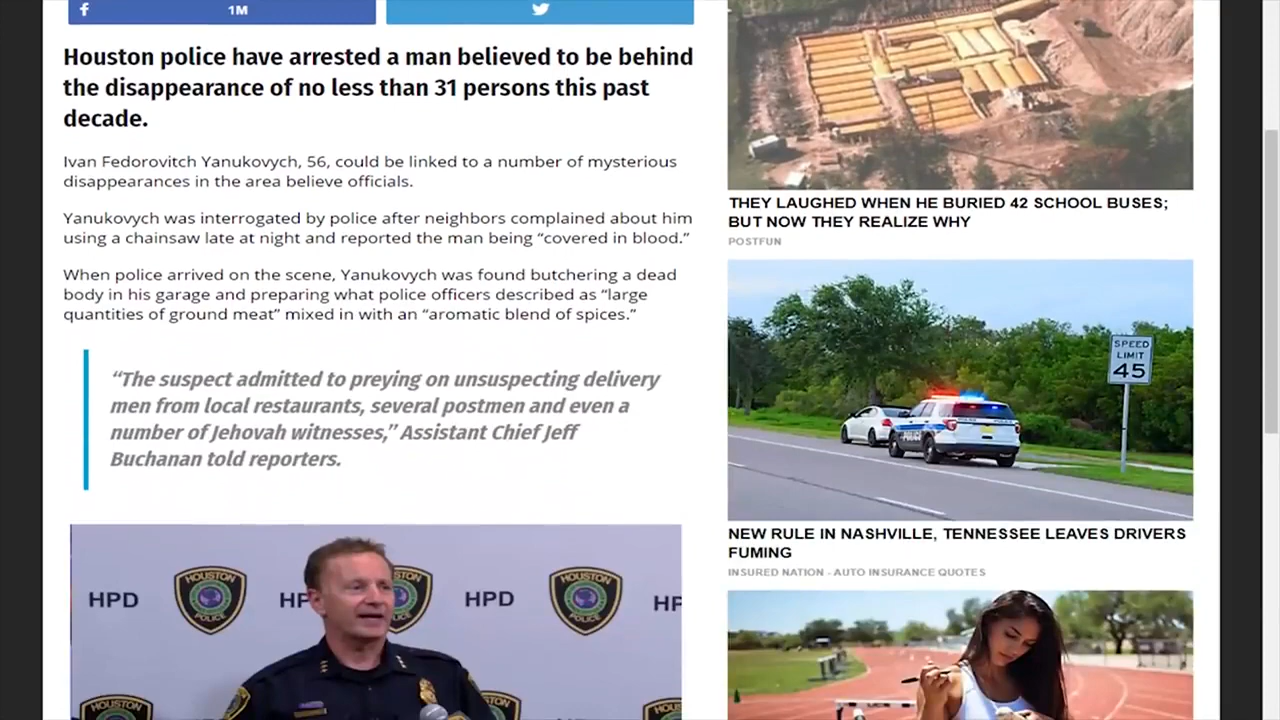 f 1M
Houston police have arrested a man believed to be behind
the disappearance of no less than 31 persons this past
decade.
Ivan Fedorovitch Yanukovych, 56, could be linked to a number of mysterious
disappearances in the area believe officials.
Yanukovych was interrogated by police after neighbors complained about him
using a chainsaw late at night and reported the man being “covered in blood.”
When police arrived on the scene, Yanukovych was found butchering a dead
body in his garage and preparing what police officers described as “large
quantities of ground meat” mixed in with an “aromatic blend of spices.”
“The suspect admitted to preying on unsuspecting delivery
men from local restaurants, several postmen and even a
number of Jehovah witnesses,” Assistant Chief Jeff
Buchanan told reporters.
HPD
HOUSTON
POLICE
HP
HOUSTON
POLICE
HPD
HOUSTON
POLICE
HP
HOUSTON
HOUSTON
HOUSTON
THEY LAUGHED WHEN HE BURIED 42 SCHOOL BUSES;
BUT NOW THEY REALIZE WHY
POSTFUN
SPEED
LIMIT
45
POLICE
NEW RULE IN NASHVILLE, TENNESSEE LEAVES DRIVERS
FUMING
INSURED NATION - AUTO INSURANCE QUOTES